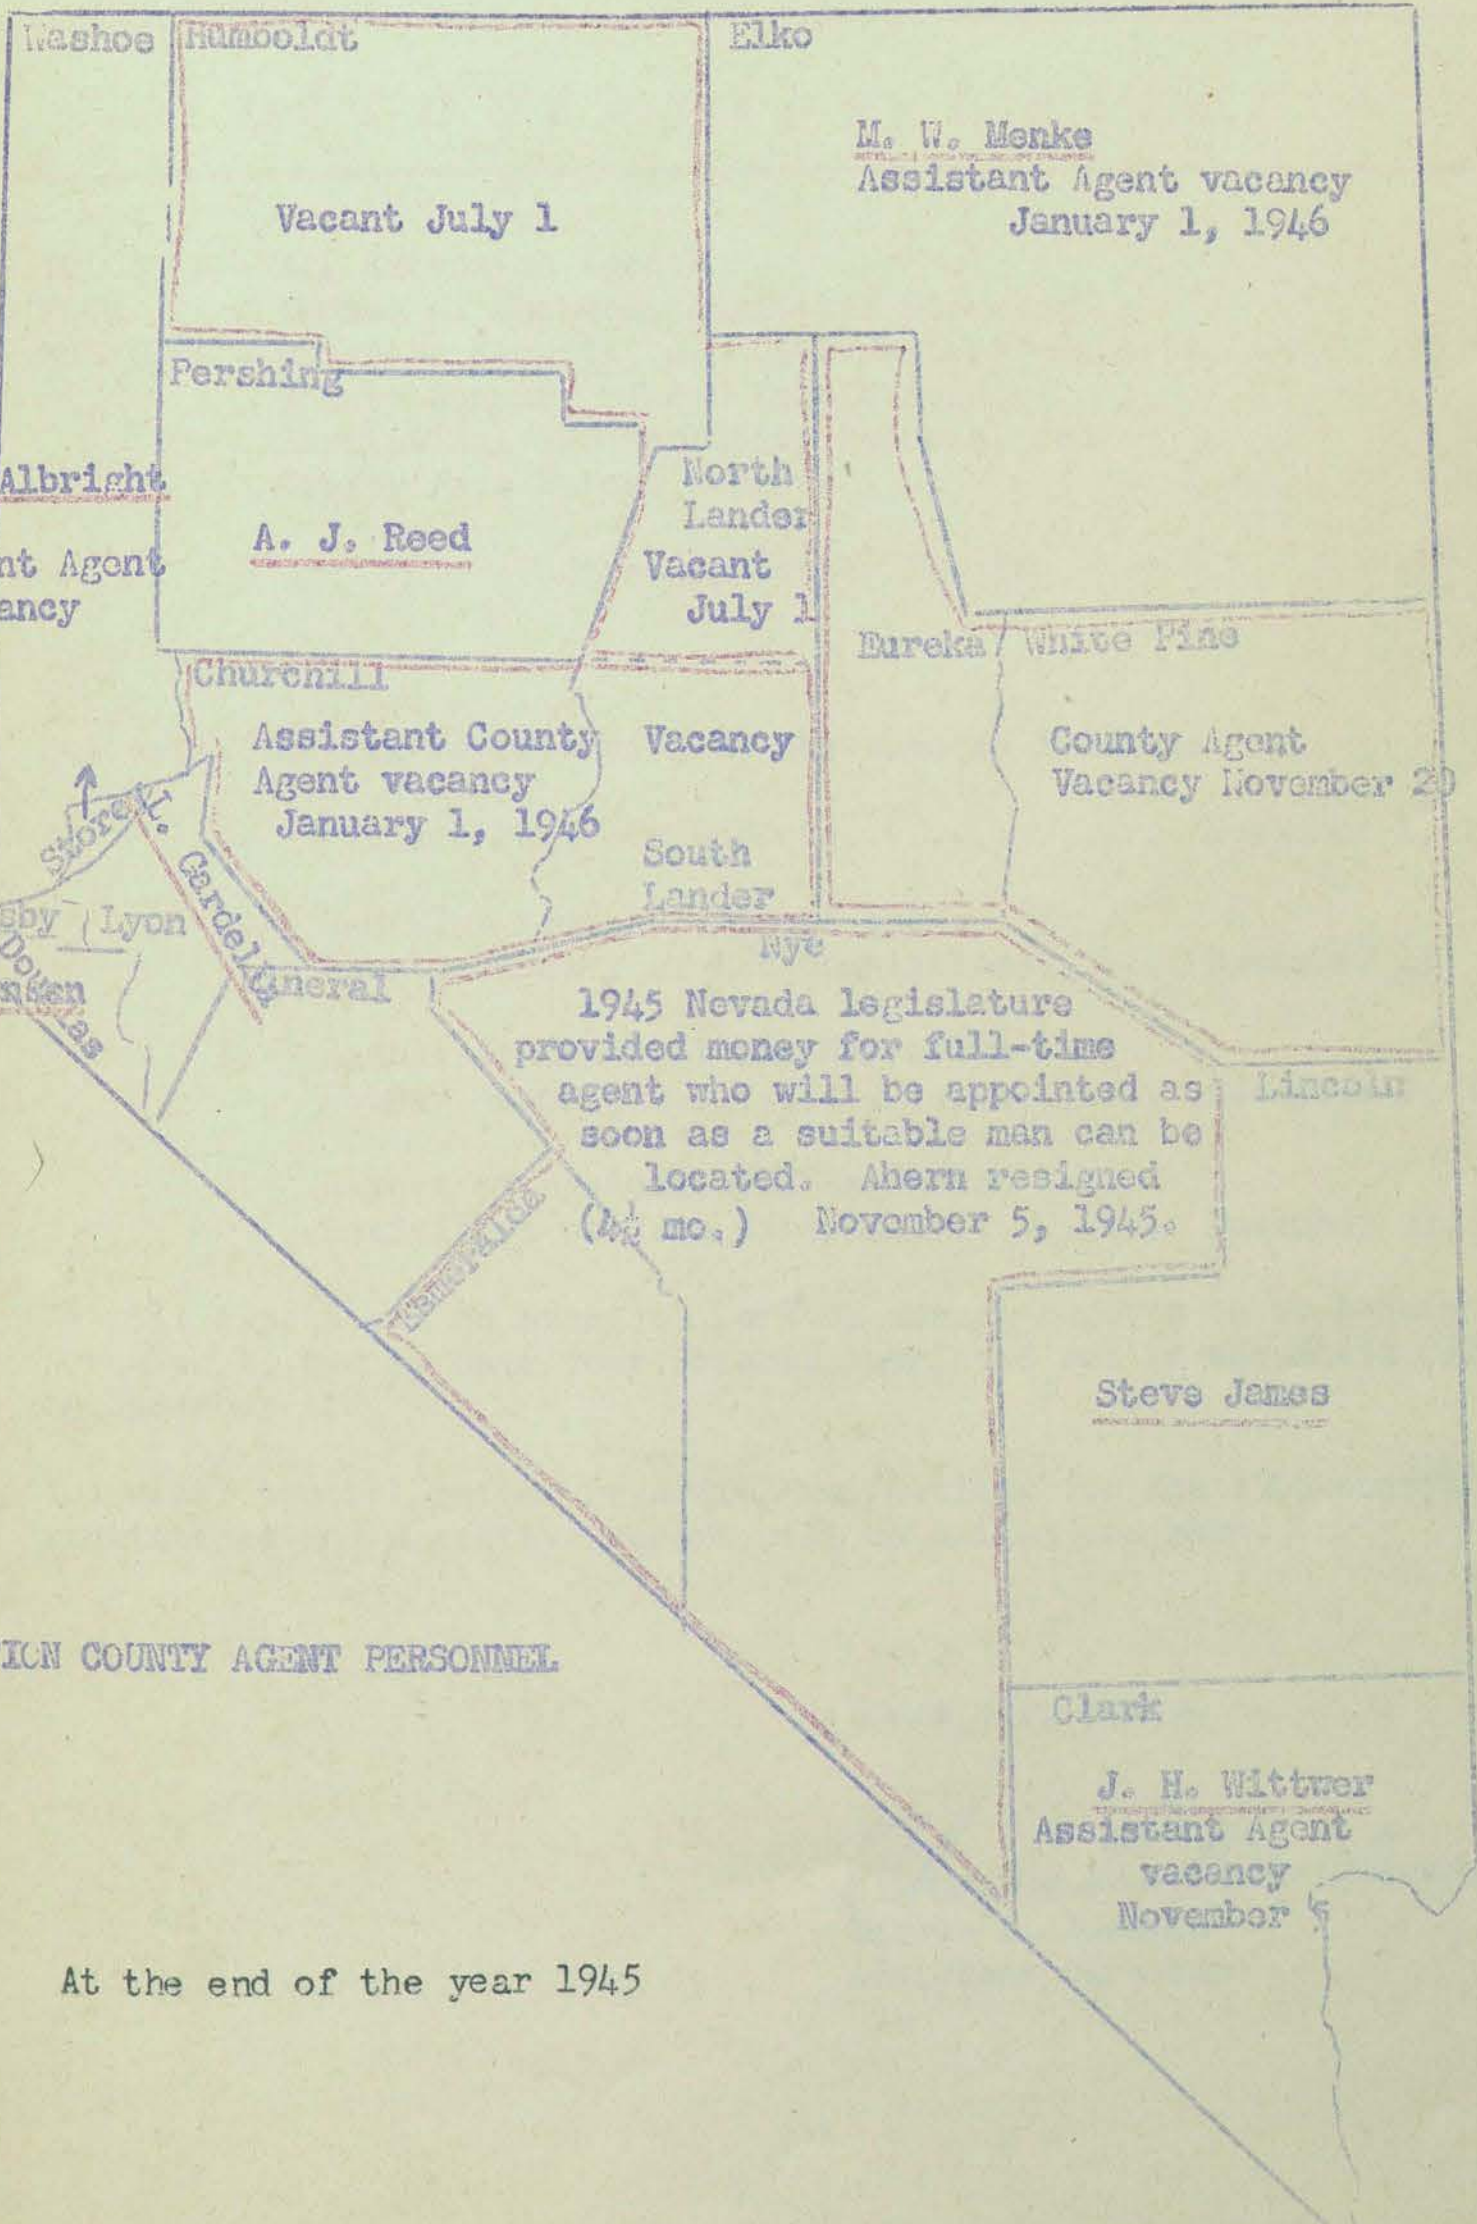 Washoe
Humboldt
Elko
M. W. Menke
Assistant Agent vacancy
January 1, 1946
Vacant July 1
Pershing
Albright
nt Agent
ancy
A. J. Reed
North
Lander
Vacant
July 1
Eureka
White Pine
Churchill
Assistant County
Agent vacancy
January 1, 1946
Vacancy
South
Lander
County Agent
Vacancy November 20
Storey
L. Gardella
sby
Lyon
Douglas
Mineral
Nye
1945 Nevada legislature
provided money for full-time
agent who will be appointed as
soon as a suitable man can be
located. Ahern resigned
(4½ mo.) November 5, 1945.
Lincoln
Esmeralda
Steve James
ION COUNTY AGENT PERSONNEL
Clark
J. H. Wittwer
Assistant Agent
vacancy
November
At the end of the year 1945